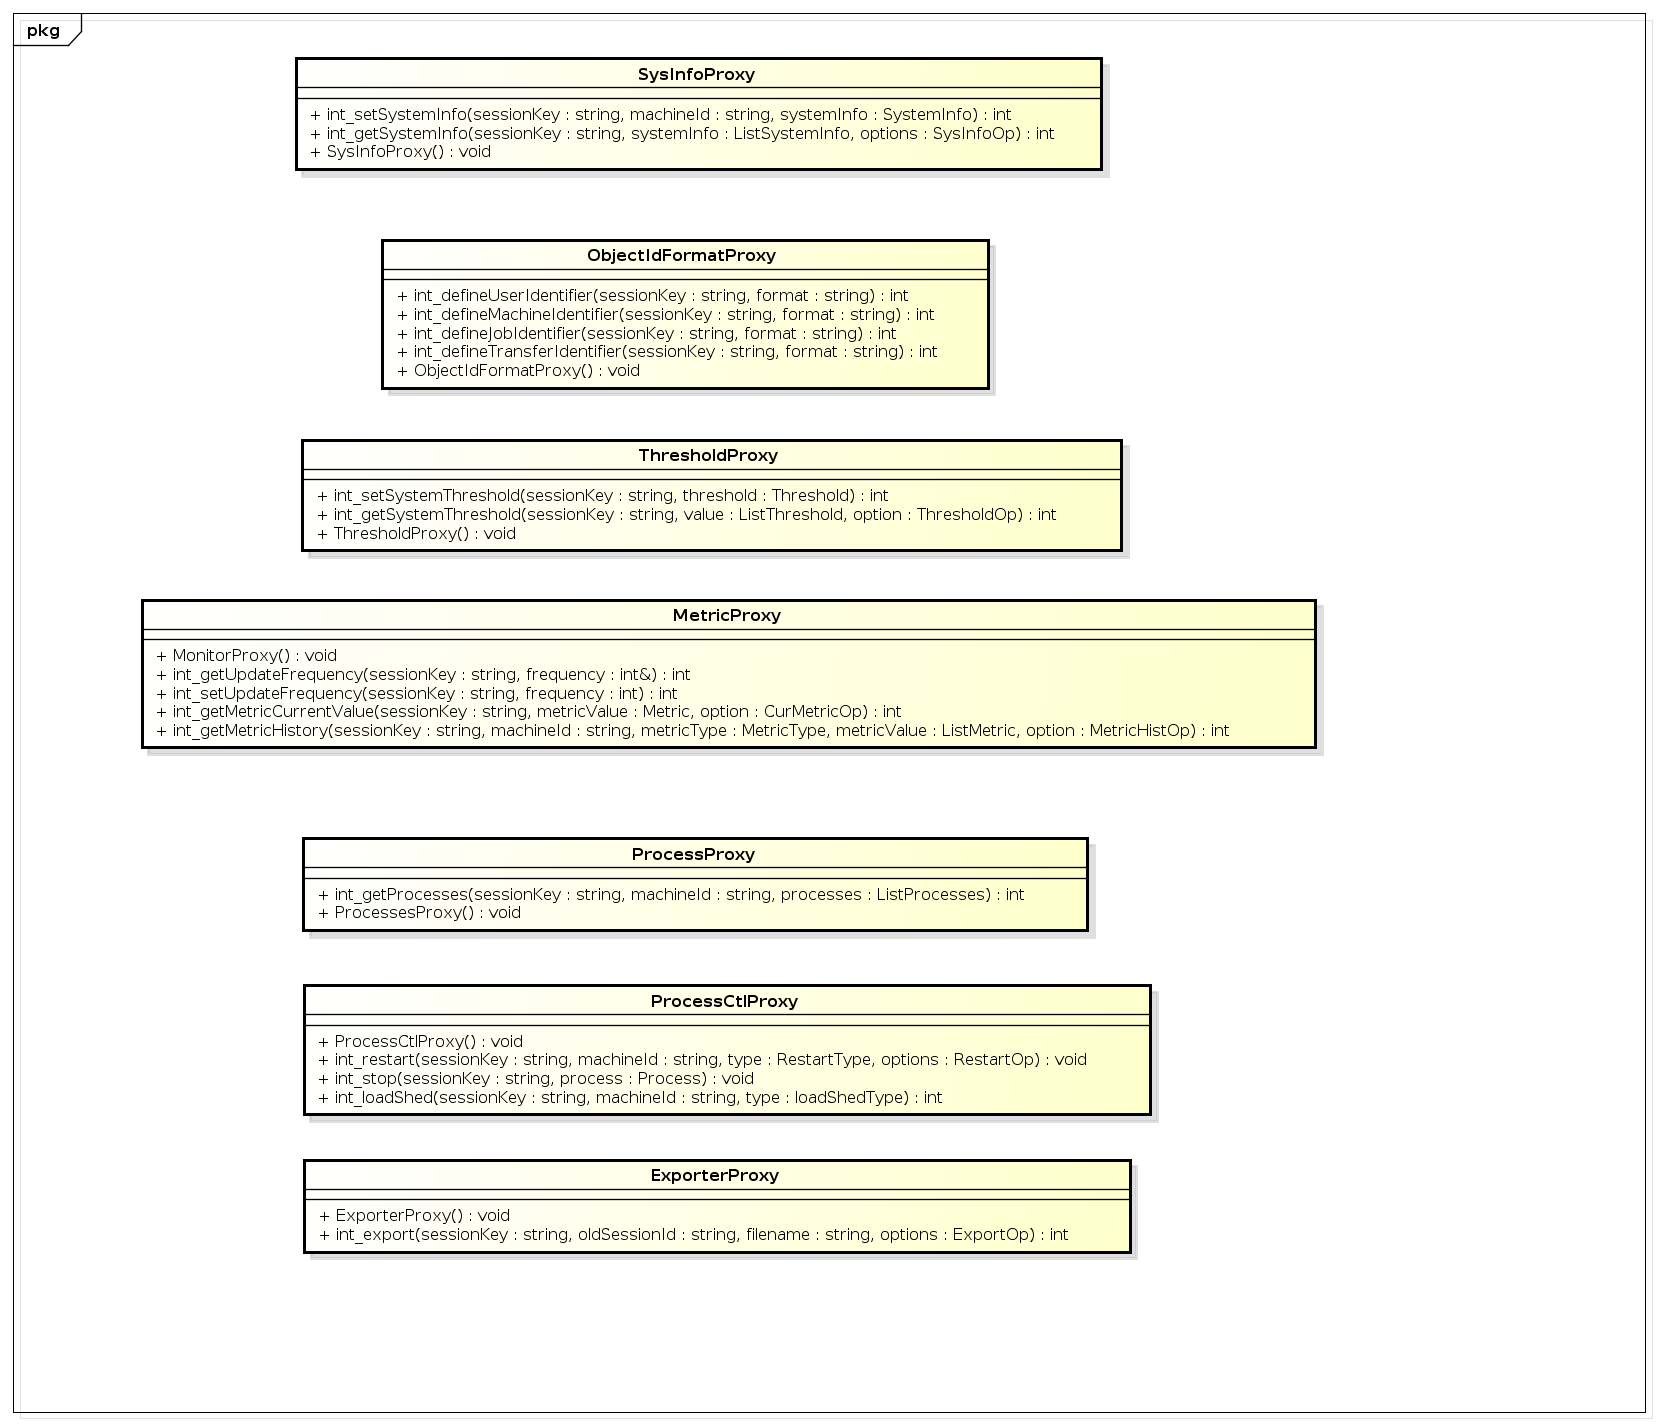 pkg
SysInfoProxy
+ int_setSystemInfo(sessionKey : string, machineId : string, systemInfo : SystemInfo) : int
+ int_getSystemInfo(sessionKey : string, systemInfo : ListSystemInfo, options : SysInfoOp) : int
+ SysInfoProxy() : void
ObjectIdFormatProxy
+ int_defineUserIdentifier(sessionKey : string, format : string) : int
+ int_defineMachineIdentifier(sessionKey : string, format : string) : int
+ int_defineJobIdentifier(sessionKey : string, format : string) : int
+ int_defineTransferIdentifier(sessionKey : string, format : string) : int
+ ObjectIdFormatProxy() : void
ThresholdProxy
+ int_setSystemThreshold(sessionKey : string, threshold : Threshold) : int
+ int_getSystemThreshold(sessionKey : string, value : ListThreshold, option : ThresholdOp) : int
+ ThresholdProxy() : void
MetricProxy
+ MonitorProxy() : void
+ int_getUpdateFrequency(sessionKey : string, frequency : int&) : int
+ int_setUpdateFrequency(sessionKey : string, frequency : int) : int
+ int_getMetricCurrentValue(sessionKey : string, metricValue : Metric, option : CurMetricOp) : int
+ int_getMetricHistory(sessionKey : string, machineId : string, metricType : MetricType, metricValue : ListMetric, option : MetricHistOp) : int
ProcessProxy
+ int_getProcesses(sessionKey : string, machineId : string, processes : ListProcesses) : int
+ ProcessesProxy() : void
ProcessCtlProxy
+ ProcessCtlProxy() : void
+ int_restart(sessionKey : string, machineId : string, type : RestartType, options : RestartOp) : void
+ int_stop(sessionKey : string, process : Process) : void
+ int_loadShed(sessionKey : string, machineId : string, type : loadShedType) : int
ExporterProxy
+ ExporterProxy() : void
+ int_export(sessionKey : string, oldSessionId : string, filename : string, options : ExportOp) : int